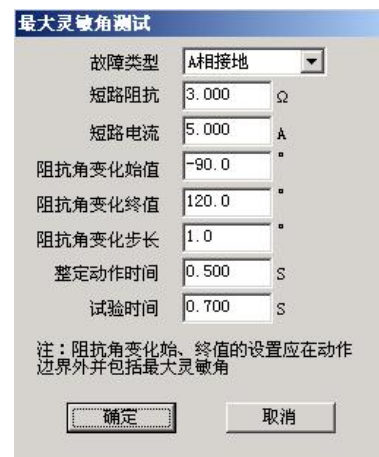 最大灵敏角测试
故障类型 A相接地
短路阻抗 3.000 Ω
短路电流 5.000 A
阻抗角变化始值 -90.0 °
阻抗角变化终值 120.0 °
阻抗角变化步长 1.0 °
整定动作时间 0.500 S
试验时间 0.700 S
注：阻抗角变化始、终值的设置应在动作
边界外并包括最大灵敏角
确定 取消